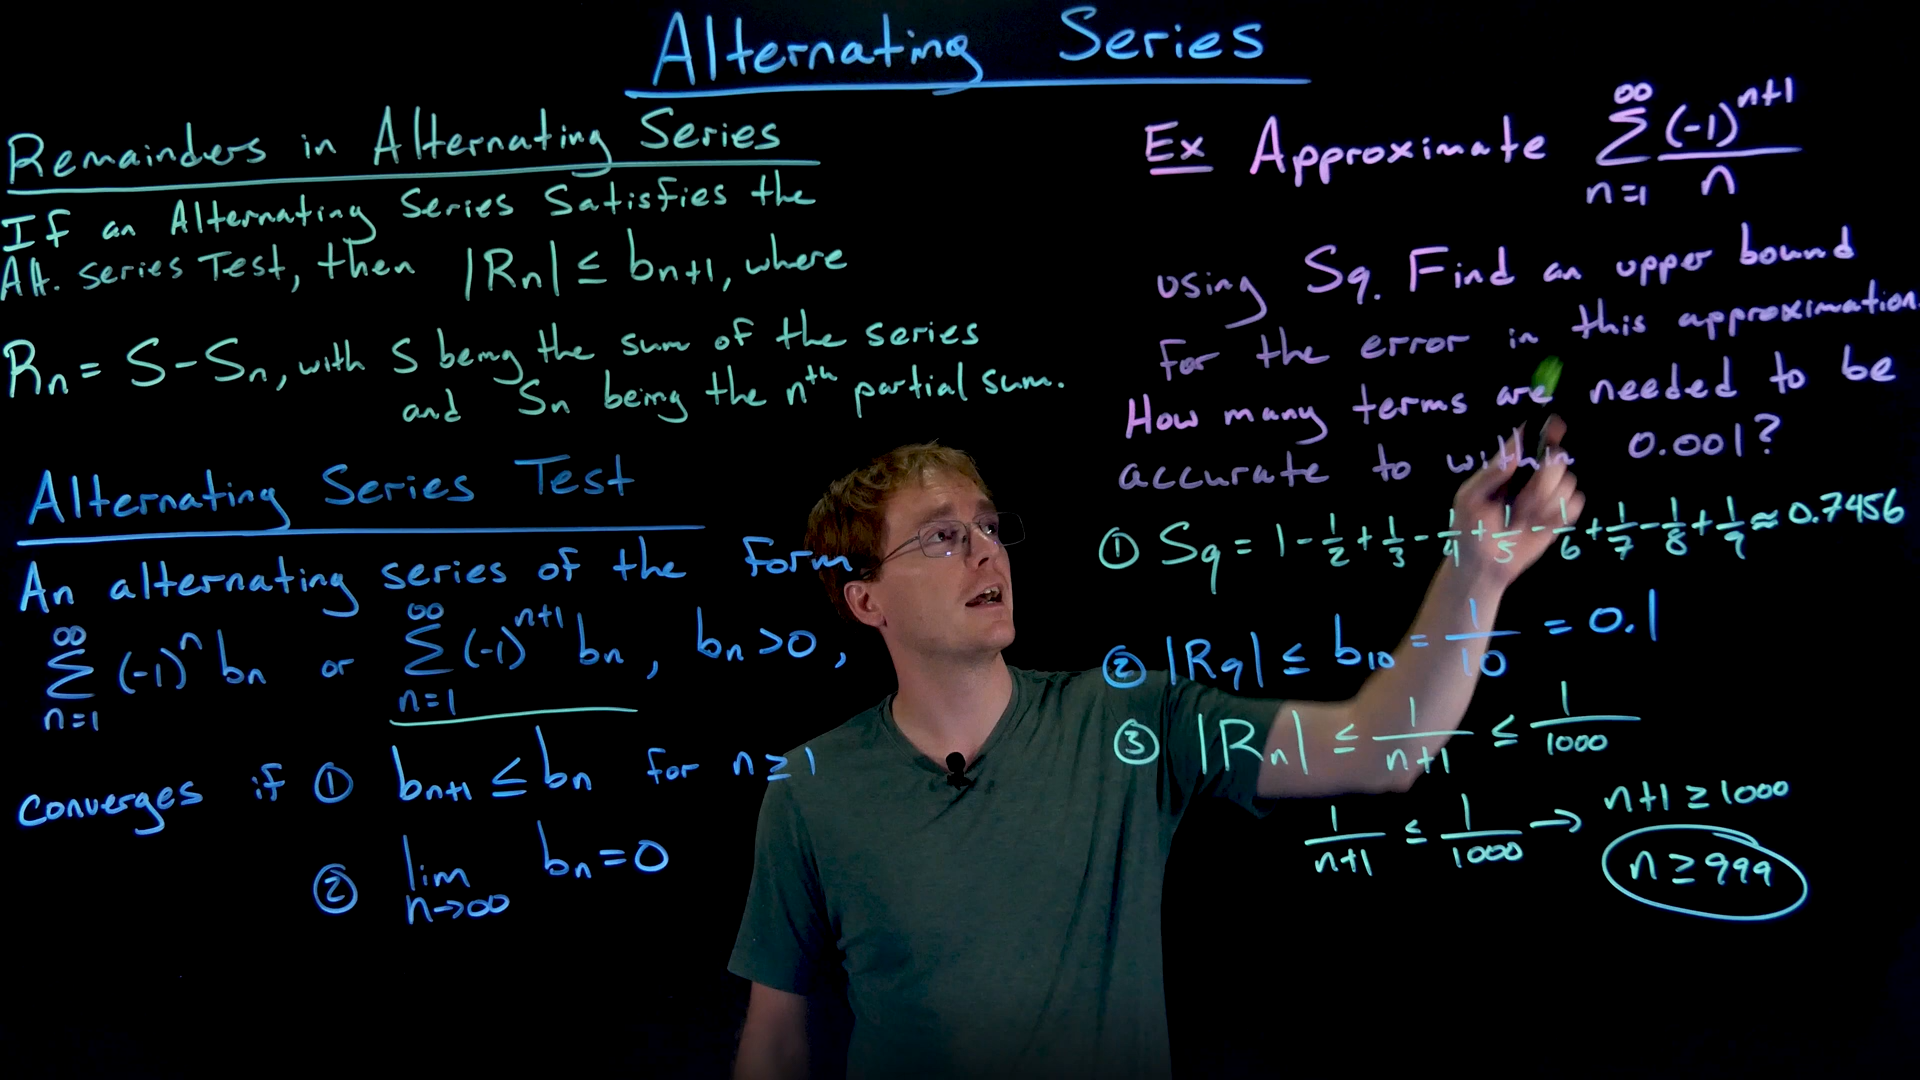 Alternating Series
Remainders in Alternating Series
If an Alternating Series Satisfies the
Alt. series Test, then |Rn| ≤ bn+1, where
Rn = S - Sn, with S being the sum of the series
and Sn being the nth partial sum.
Alternating Series Test
An alternating series of the form
∞∑n=1 (-1)^n bn or ∞∑n=1 (-1)^n+1 bn, bn > 0,
converges if ① bn+1 ≤ bn for n ≥ 1
② lim n→∞ bn = 0
Ex Approximate ∞∑n=1 (-1)^n+1 / n
using S9. Find an upper bound
for the error in this approximation.
How many terms are needed to be
accurate to within 0.001?
① S9 = 1 - 1/2 + 1/3 - 1/4 + 1/5 - 1/6 + 1/7 - 1/8 + 1/9 ≈ 0.7456
② |R9| ≤ b10 = 1/10 = 0.1
③ |Rn| ≤ 1/n+1 ≤ 1/1000
1/n+1 ≤ 1/1000 → n+1 ≥ 1000
n ≥ 999